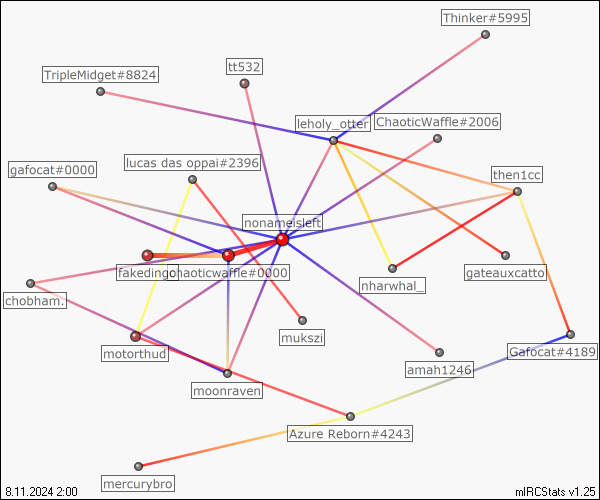 Thinker#5995
tt532
TripleMidget#8824
leholy_otter
ChaoticWaffle#2006
lucas das oppai#2396
gafocat#0000
then1cc
nonameisleft
fakedingo
chaoticwaffle#0000
gateauxcatto
nharwhal_
chobham.
mukszi
motorthud
Gafocat#4189
amah1246
moonraven
Azure Reborn#4243
mercurybro
8.11.2024 2:00
mIRCStats v1.25